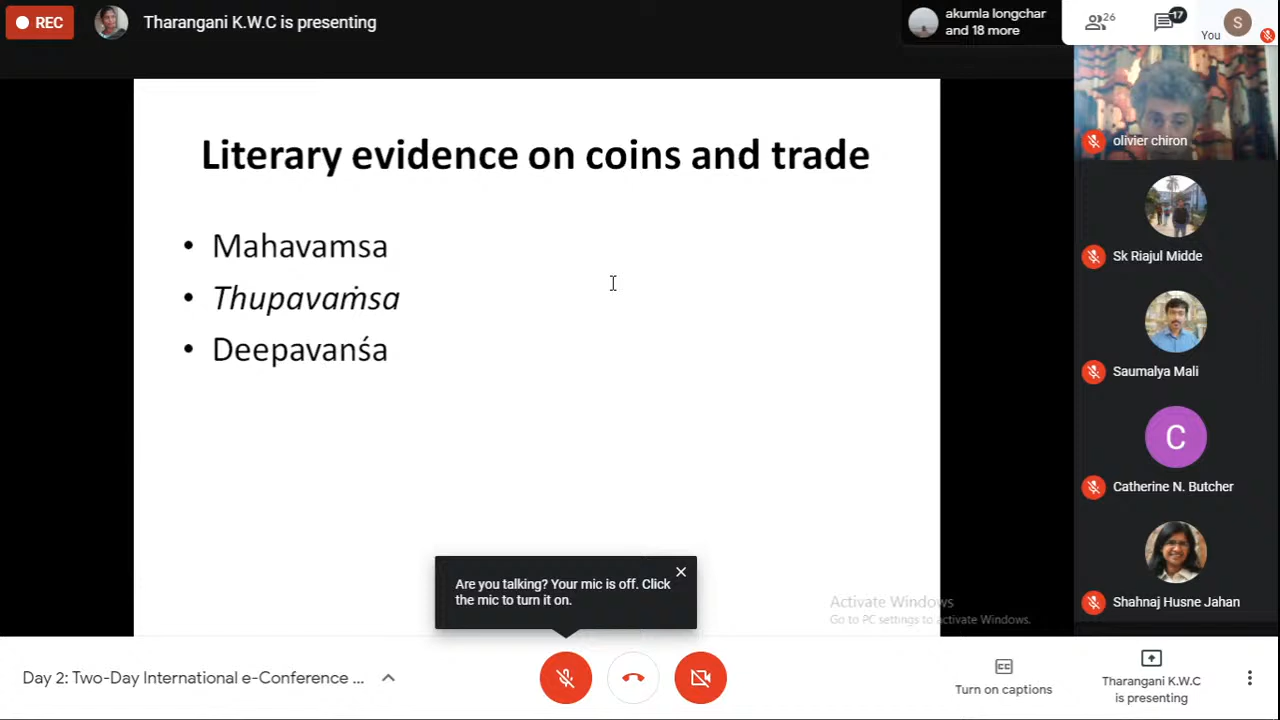 REC
Tharangani K.W.C is presenting
akumla longchar
and 18 more
26
17
You
S
Literary evidence on coins and trade
• Mahavamsa
• Thupavaṁsa
• Deepavanśa
olivier chiron
Sk Riajul Midde
Saumalya Mali
C
Catherine N. Butcher
Shahnaj Husne Jahan
Are you talking? Your mic is off. Click
the mic to turn it on.
Activate Windows
Go to PC settings to activate Windows.
Day 2: Two-Day International e-Conference ...
CC
Turn on captions
Tharangani K.W.C
is presenting